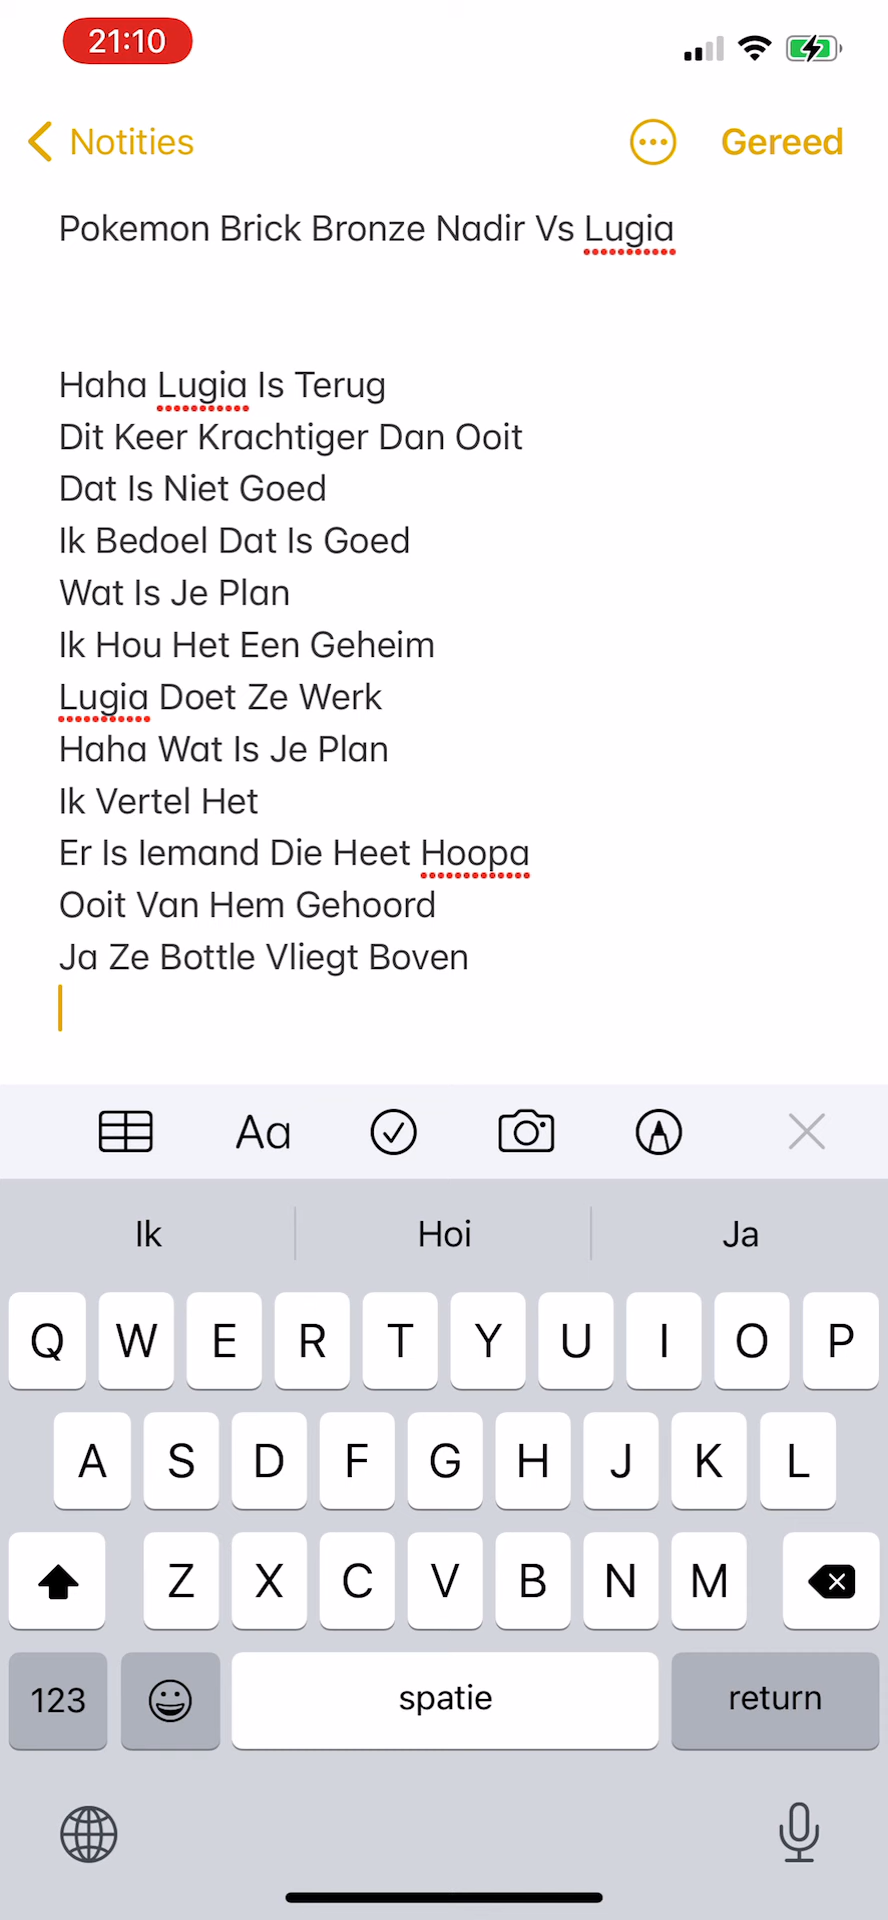 21:10
Notities
Gereed
Pokemon Brick Bronze Nadir Vs Lugia
Haha Lugia Is Terug
Dit Keer Krachtiger Dan Ooit
Dat Is Niet Goed
Ik Bedoel Dat Is Goed
Wat Is Je Plan
Ik Hou Het Een Geheim
Lugia Doet Ze Werk
Haha Wat Is Je Plan
Ik Vertel Het
Er Is Iemand Die Heet Hoopa
Ooit Van Hem Gehoord
Ja Ze Bottle Vliegt Boven
Aa
Ik Hoi Ja
Q W E R T Y U I O P
A S D F G H J K L
Z X C V B N M
123 spatie return